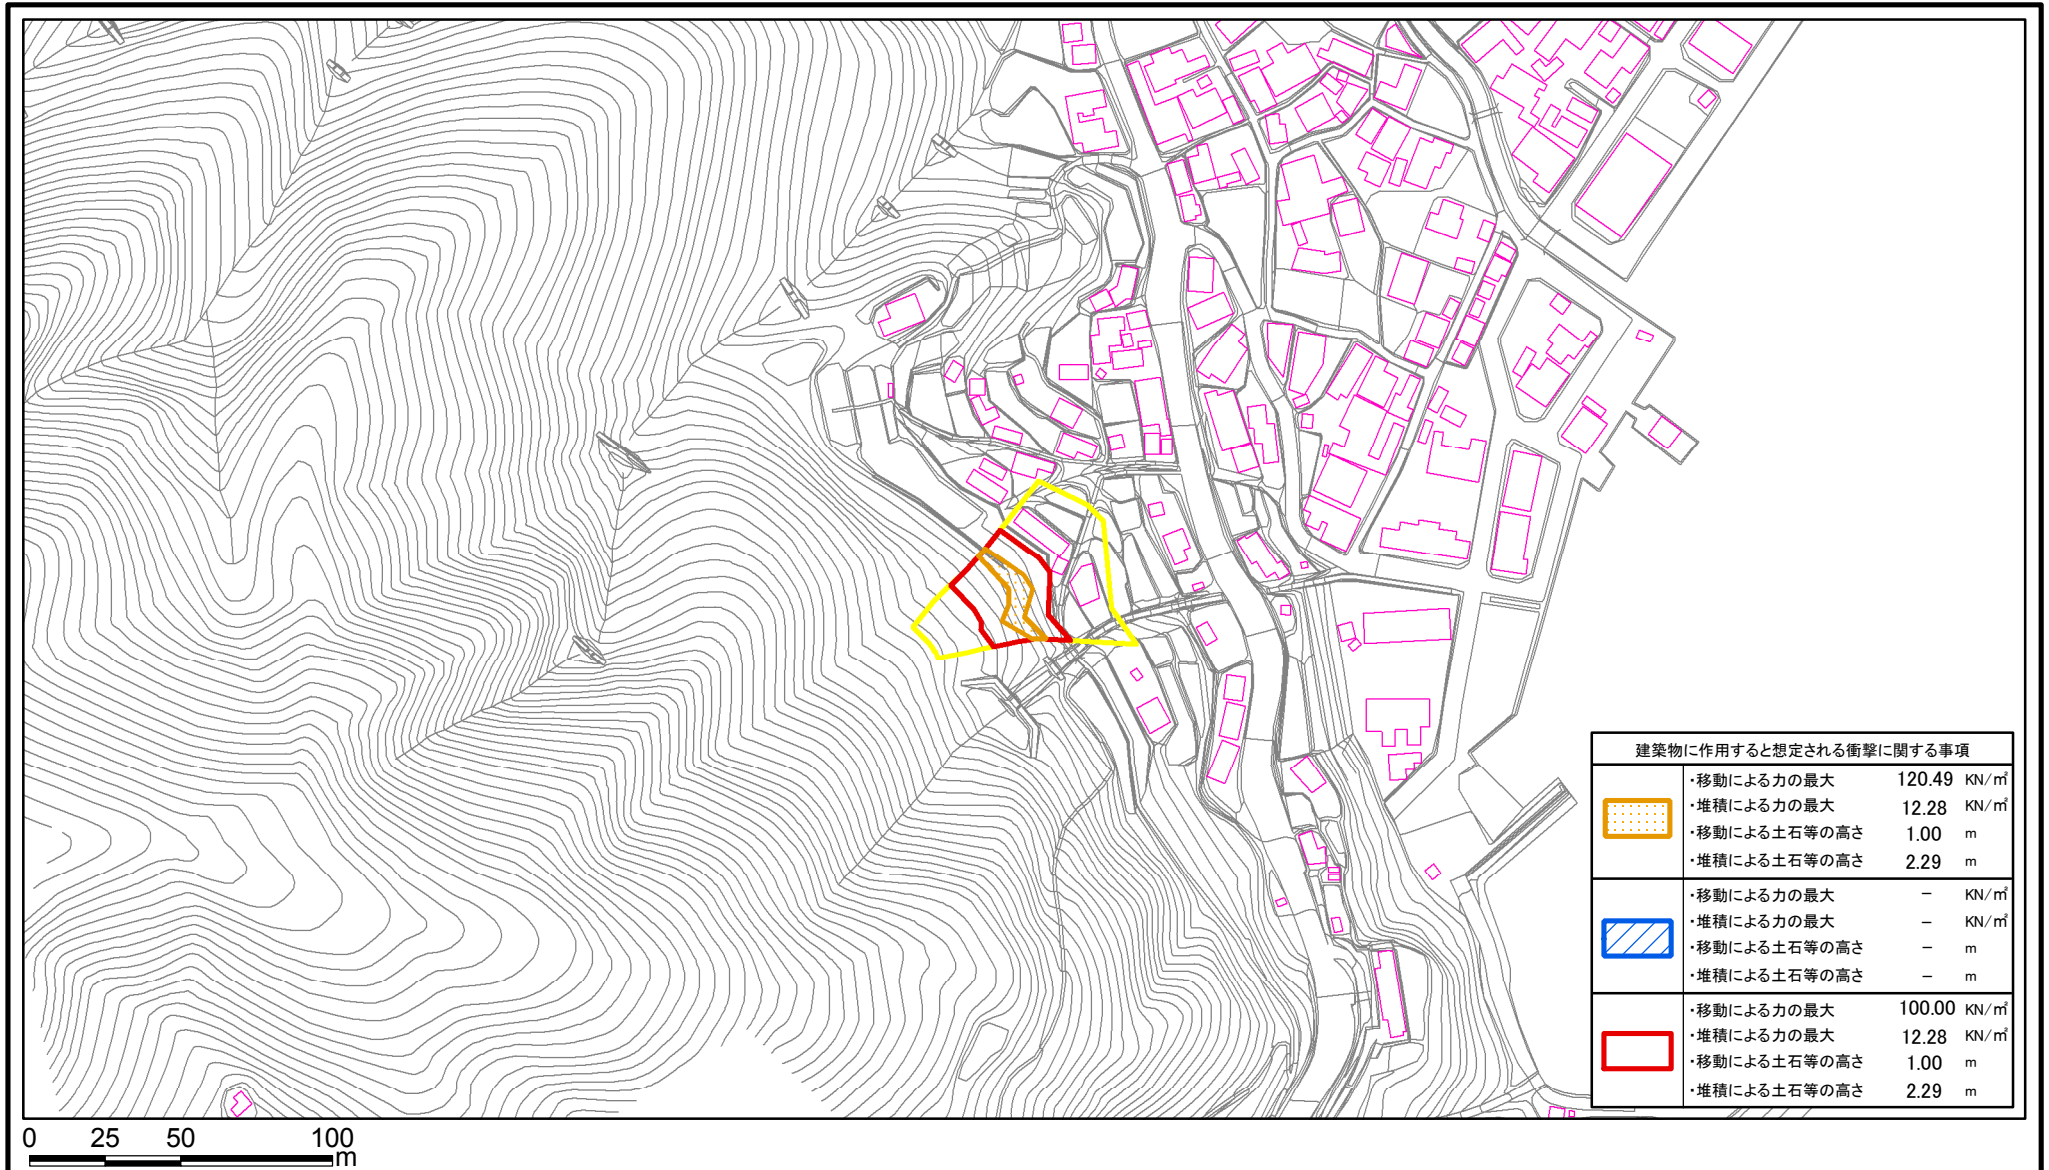 建築物に作用すると想定される衝撃に関する事項
・移動による力の最大 120.49 KN/㎡
・堆積による力の最大 12.28 KN/㎡
・移動による土石等の高さ 1.00 m
・堆積による土石等の高さ 2.29 m
・移動による力の最大 − KN/㎡
・堆積による力の最大 − KN/㎡
・移動による土石等の高さ − m
・堆積による土石等の高さ − m
・移動による力の最大 100.00 KN/㎡
・堆積による力の最大 12.28 KN/㎡
・移動による土石等の高さ 1.00 m
・堆積による土石等の高さ 2.29 m
0 25 50 100
m